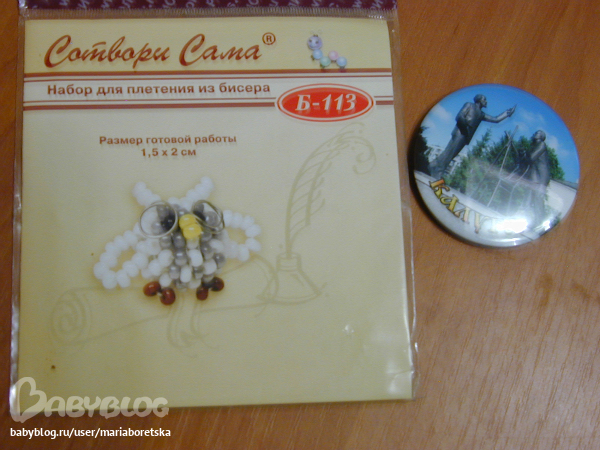 Сотвори Сама®
Набор для плетения из бисера
Б-113
Размер готовой работы
1,5 x 2 см
BABYBLOG
babyblog.ru/user/mariaboretska